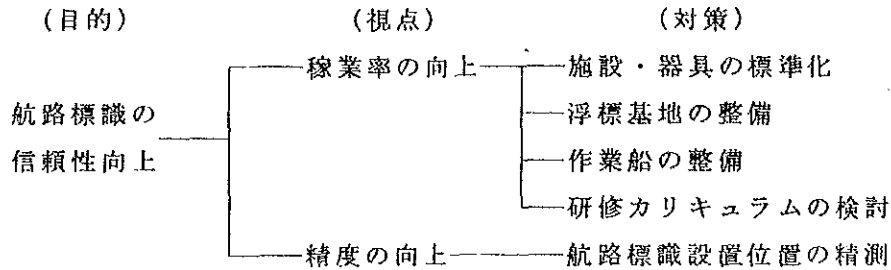 (目的) (視点) (対策)
稼業率の向上 施設・器具の標準化
航路標識の
浮標基地の整備
信頼性向上
作業船の整備
研修カリキュラムの検討
精度の向上 航路標識設置位置の精測